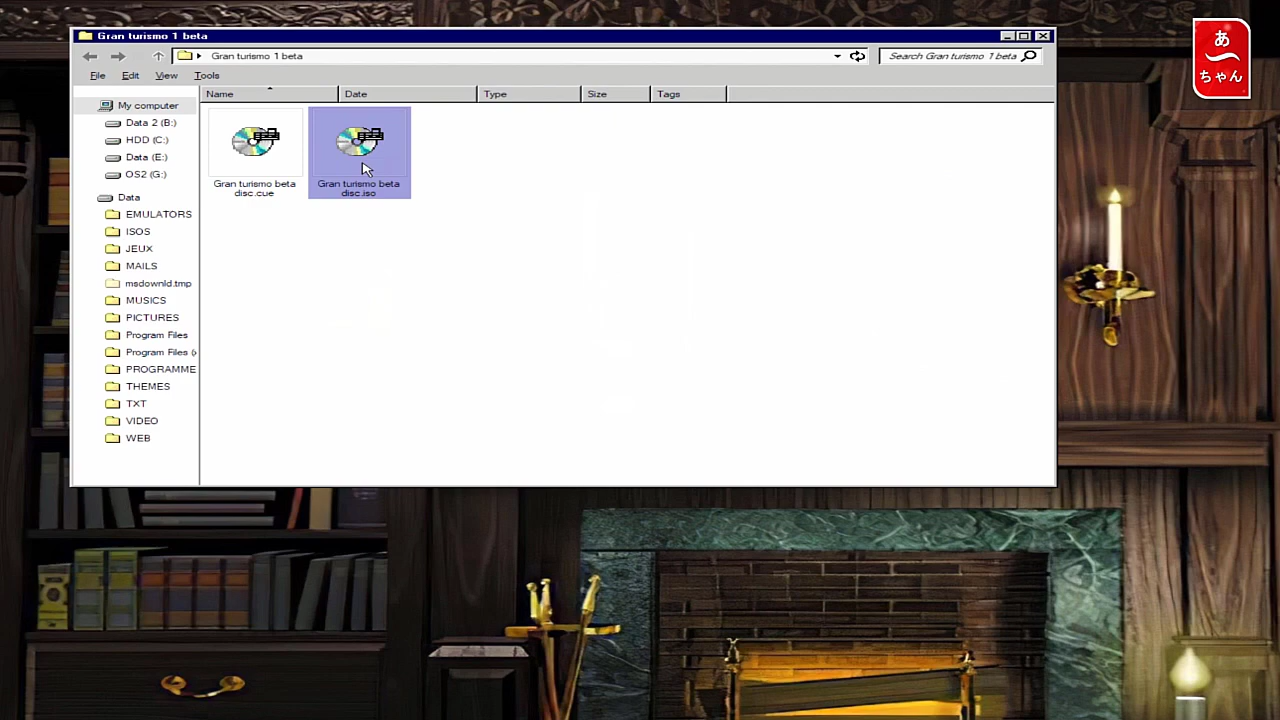 Gran turismo 1 beta
Gran turismo 1 beta
Search Gran turismo 1 beta
File Edit View Tools
Name Date Type Size Tags
My computer
Data 2 (B:)
HDD (C:)
Data (E:)
OS2 (G:)
Data
EMULATORS
ISOS
JEUX
MAILS
msdownld.tmp
MUSICS
PICTURES
Program Files
Program Files (
PROGRAMME
THEMES
TXT
VIDEO
WEB
Gran turismo beta
disc.cue
Gran turismo beta
disc.iso
あ
ー
ちゃん